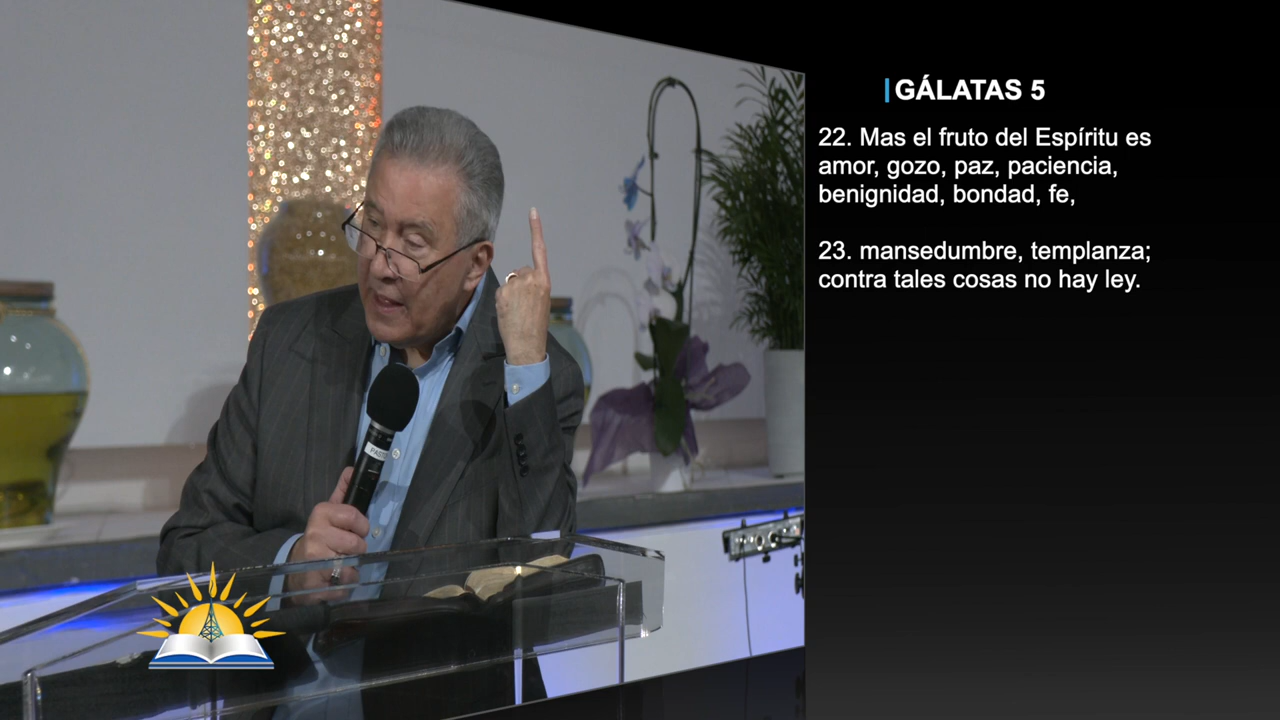 GÁLATAS 5
22. Mas el fruto del Espíritu es
amor, gozo, paz, paciencia,
benignidad, bondad, fe,
23. mansedumbre, templanza;
contra tales cosas no hay ley.